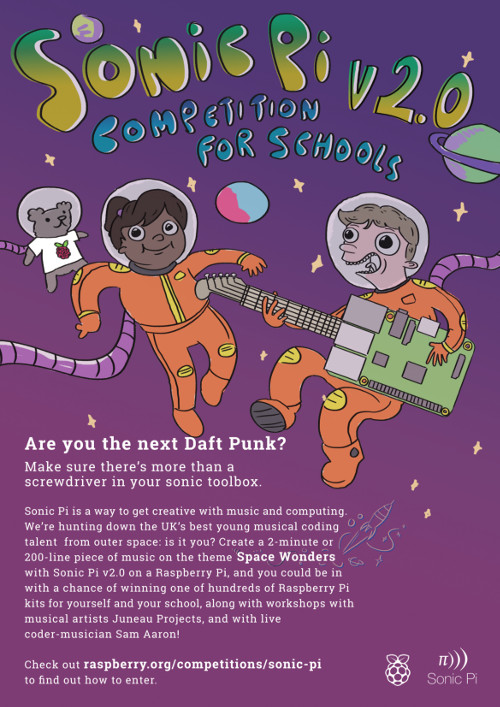 Sonic Pi v2.0
Competition
for Schools
Are you the next Daft Punk?
Make sure there's more than a
screwdriver in your sonic toolbox.
Sonic Pi is a way to get creative with music and computing.
We're hunting down the UK's best young musical coding
talent from outer space: is it you? Create a 2-minute or
200-line piece of music on the theme Space Wonders
with Sonic Pi v2.0 on a Raspberry Pi, and you could be in
with a chance of winning one of hundreds of Raspberry Pi
kits for yourself and your school, along with workshops with
musical artists Juneau Projects, and with live
coder-musician Sam Aaron!
Check out raspberry.org/competitions/sonic-pi
to find out how to enter.
π)))
Sonic Pi